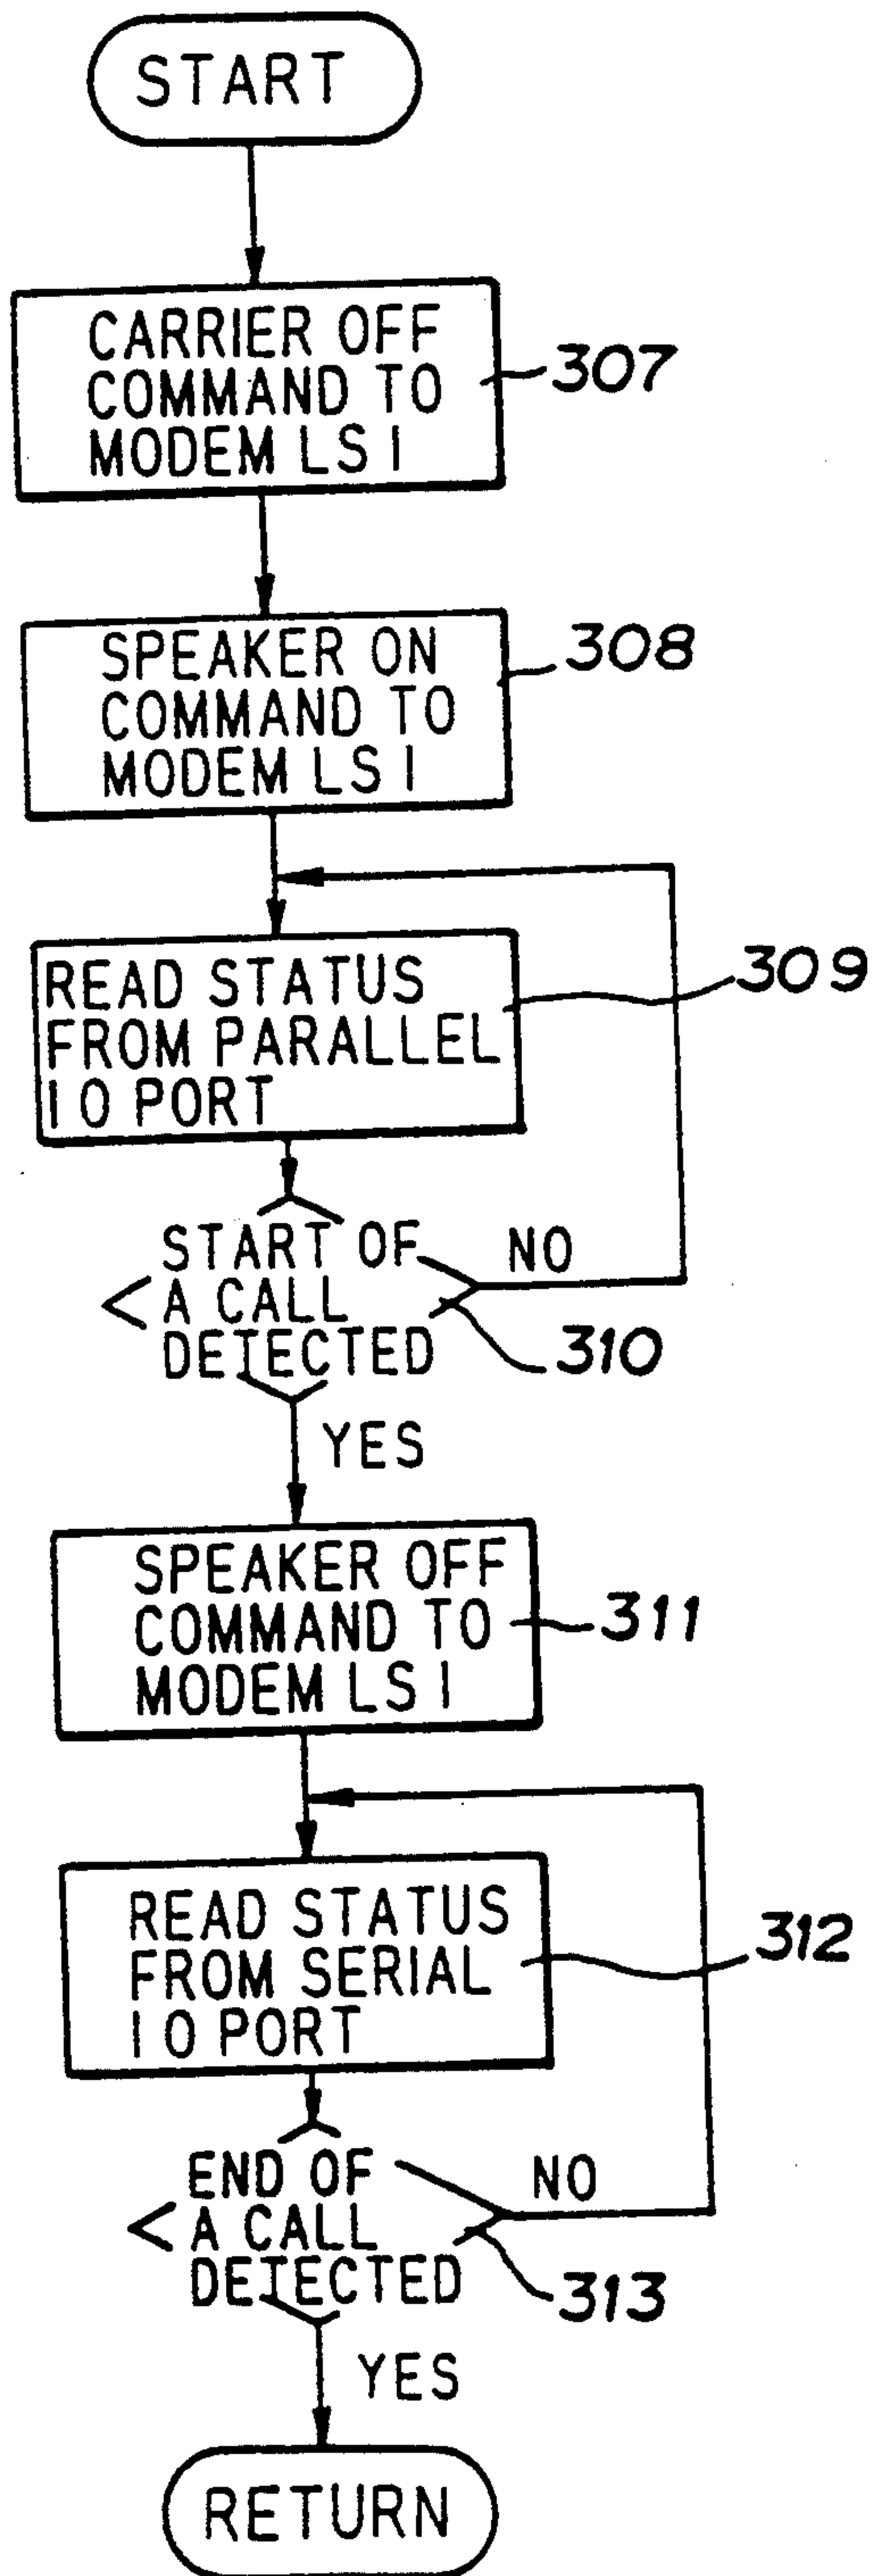 START
CARRIER OFF
COMMAND TO
MODEM LSI
307
SPEAKER ON
COMMAND TO
MODEM LSI
308
READ STATUS
FROM PARALLEL
IO PORT
309
START OF
A CALL
DETECTED
NO
310
YES
SPEAKER OFF
COMMAND TO
MODEM LSI
311
READ STATUS
FROM SERIAL
IO PORT
312
END OF
A CALL
DETECTED
NO
313
YES
RETURN